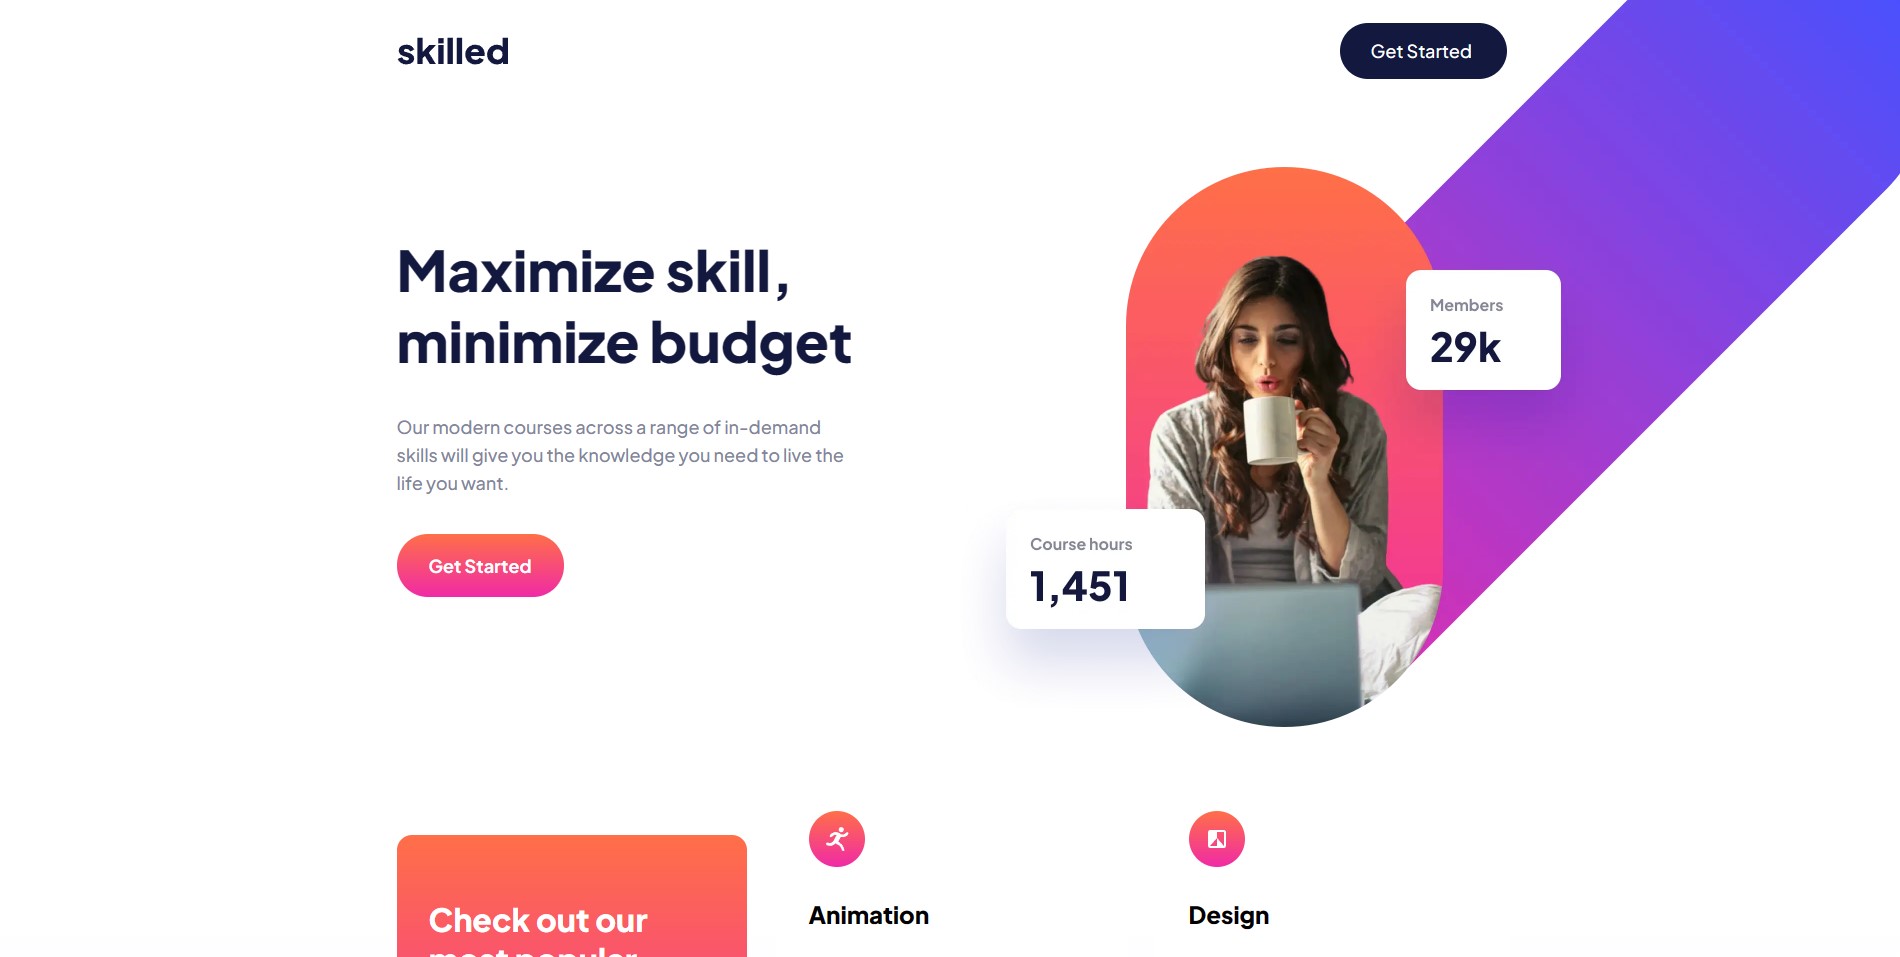 skilled
Get Started
Maximize skill,
minimize budget
Our modern courses across a range of in-demand
skills will give you the knowledge you need to live the
life you want.
Get Started
Members
29k
Course hours
1,451
Check out our
most popular
Animation
Design